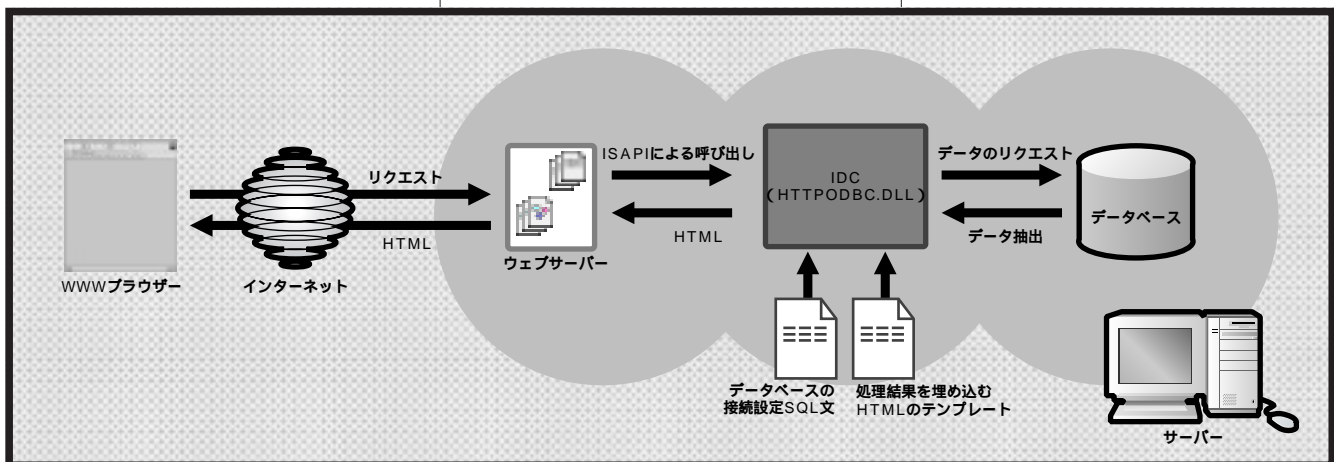 WWWブラウザー
インターネット
リクエスト
HTML
ウェブサーバー
ISAPIによる呼び出し
HTML
IDC
(HTTPODBC.DLL)
データのリクエスト
データ抽出
データベース
データベースの
接続設定SQL文
処理結果を埋め込む
HTMLのテンプレート
サーバー